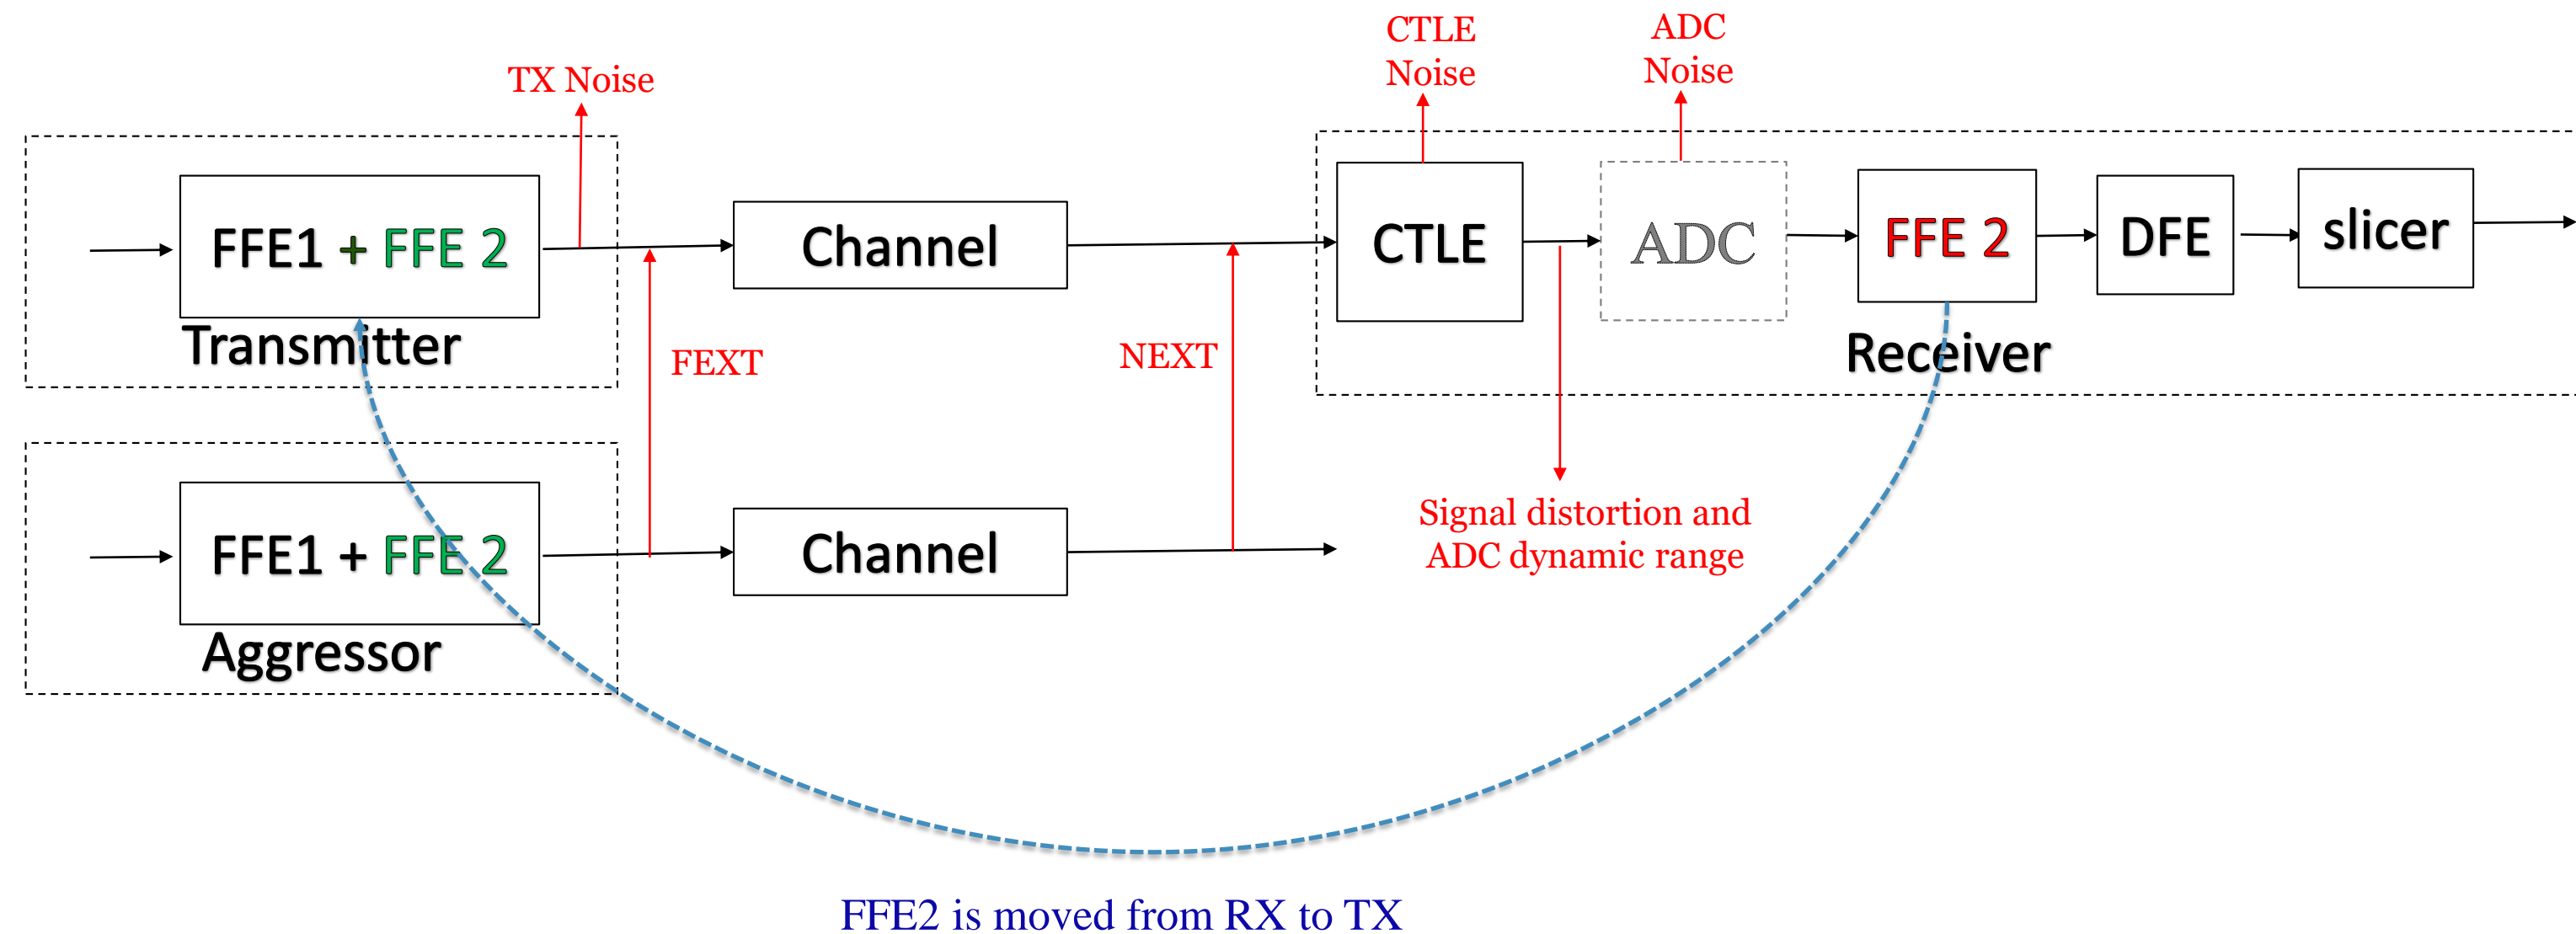 CTLE
Noise
ADC
Noise
TX Noise
FFE1 + FFE 2
Transmitter
Channel
CTLE
ADC
FFE 2
DFE
slicer
Receiver
FEXT
NEXT
FFE1 + FFE 2
Aggressor
Channel
Signal distortion and
ADC dynamic range
FFE2 is moved from RX to TX